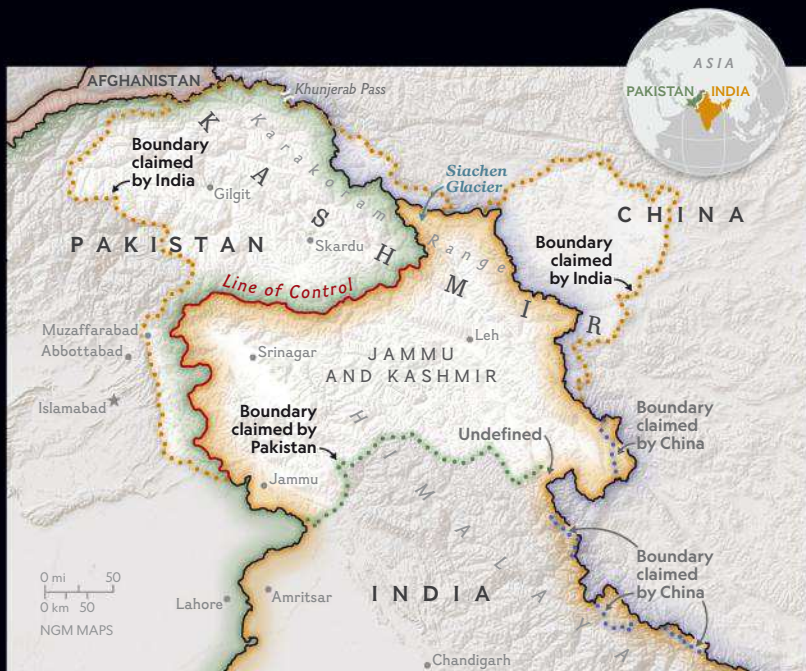 ASIA
PAKISTAN INDIA
AFGHANISTAN
Khunjerab Pass
KASHMIR
Karakoram Range
Boundary
claimed
by India
Gilgit
Siachen
Glacier
CHINA
PAKISTAN
Skardu
Boundary
claimed
by India
Line of Control
Muzaffarabad
Abbottabad
Srinagar
Leh
JAMMU
AND KASHMIR
Islamabad
Boundary
claimed by
Pakistan
Undefined
Boundary
claimed
by China
HIMALAYA
Jammu
Boundary
claimed
by China
0 mi 50
0 km 50
NGM MAPS
Lahore
Amritsar
INDIA
Chandigarh